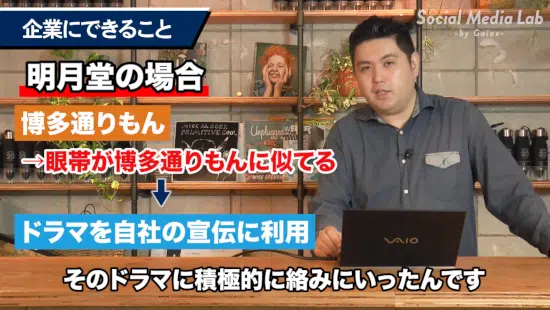 企業にできること
Social Media Lab
-by Gaiax-
明月堂の場合
博多通りもん
→眼帯が博多通りもんに似てる
ドラマを自社の宣伝に利用
VAIO
そのドラマに積極的に絡みにいったんです